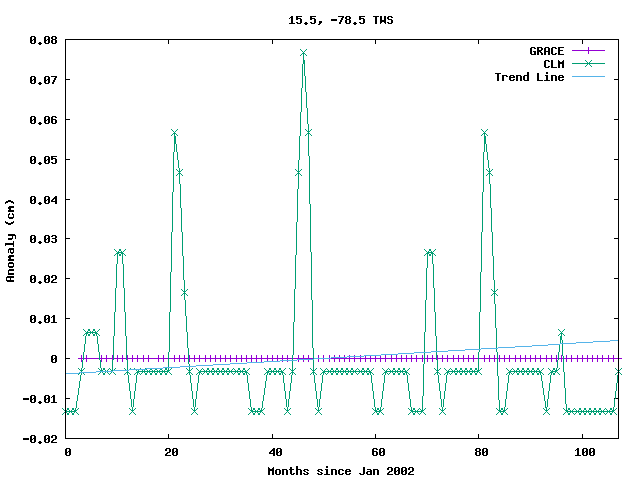 15.5, -78.5 TWS
GRACE
CLM
Trend Line
Anomaly (cm)
0.08
0.07
0.06
0.05
0.04
0.03
0.02
0.01
0
-0.01
-0.02
0 20 40 60 80 100
Months since Jan 2002